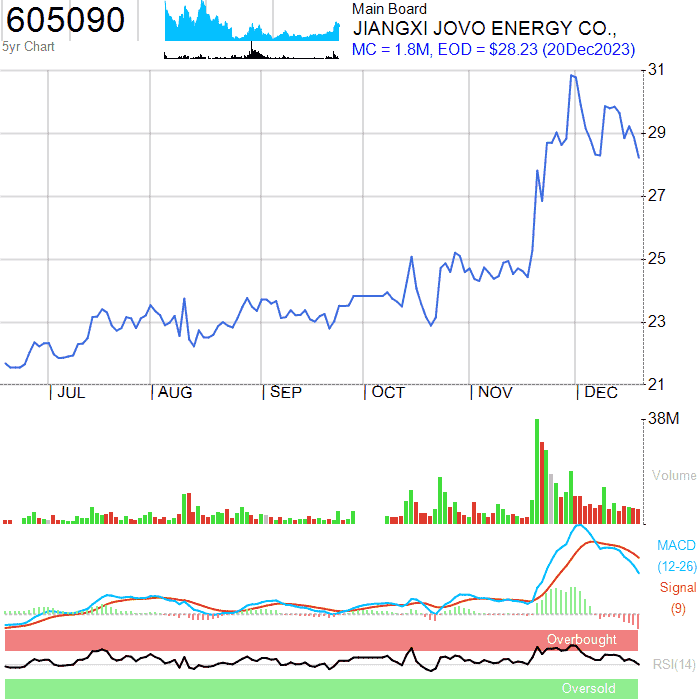 605090
5yr Chart
Main Board
JIANGXI JOVO ENERGY CO.,
MC = 1.8M, EOD = $28.23 (20Dec2023)
31
29
27
25
23
21
JUL
AUG
SEP
OCT
NOV
DEC
38M
Volume
MACD
(12-26)
Signal
(9)
Overbought
RSI(14)
Oversold